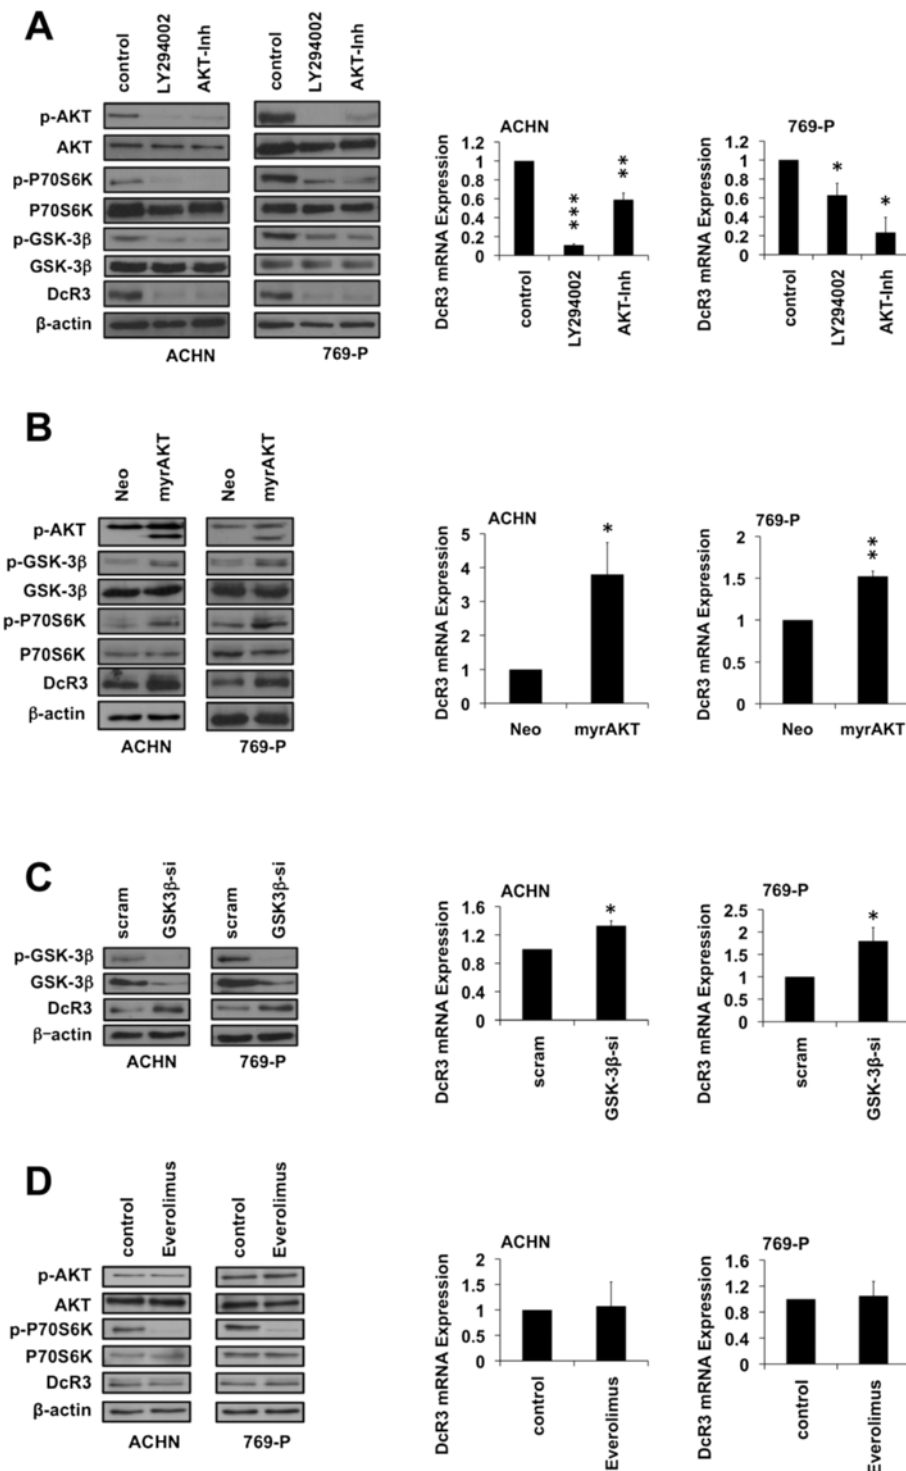 A
control
LY294002
AKT-Inh
control
LY294002
AKT-Inh
p-AKT
AKT
p-P70S6K
P70S6K
p-GSK-3β
GSK-3β
DcR3
β-actin
ACHN
769-P
ACHN
DcR3 mRNA Expression
1.2
1
0.8
0.6
0.4
0.2
0
***
**
control
LY294002
AKT-Inh
769-P
DcR3 mRNA Expression
1.2
1
0.8
0.6
0.4
0.2
0
*
*
control
LY294002
AKT-Inh
B
Neo
myrAKT
Neo
myrAKT
p-AKT
p-GSK-3β
GSK-3β
p-P70S6K
P70S6K
DcR3
β-actin
ACHN
769-P
ACHN
DcR3 mRNA Expression
5
4
3
2
1
0
*
Neo
myrAKT
769-P
DcR3 mRNA Expression
2
1.5
1
0.5
0
**
Neo
myrAKT
C
scram
GSK3β-si
scram
GSK3β-si
p-GSK-3β
GSK-3β
DcR3
β-actin
ACHN
769-P
ACHN
DcR3 mRNA Expression
1.6
1.2
0.8
0.4
0
*
scram
GSK-3β-si
769-P
DcR3 mRNA Expression
2.5
2
1.5
1
0.5
0
*
scram
GSK-3β-si
D
control
Everolimus
control
Everolimus
p-AKT
AKT
p-P70S6K
P70S6K
DcR3
β-actin
ACHN
769-P
ACHN
DcR3 mRNA Expression
2
1.5
1
0.5
0
control
Everolimus
769-P
DcR3 mRNA Expression
1.6
1.2
0.8
0.4
0
control
Everolimus